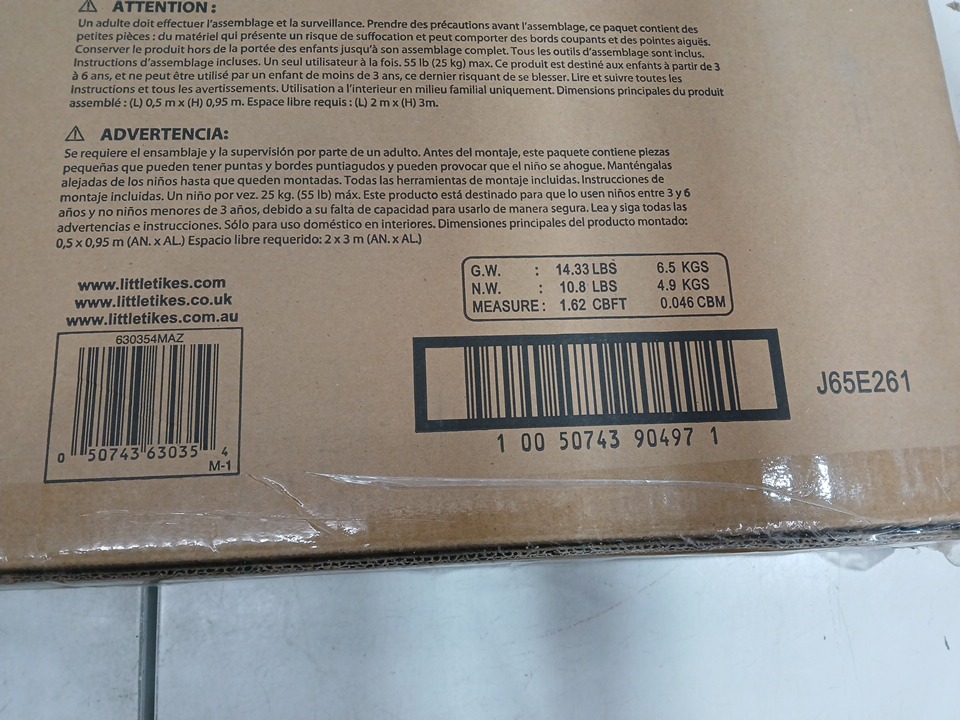 ⚠ ATTENTION :
Un adulte doit effectuer l'assemblage et la surveillance. Prendre des précautions avant l'assemblage, ce paquet contient des
petites pièces : du matériel qui présente un risque de suffocation et peut comporter des bords coupants et des pointes aiguës.
Conserver le produit hors de la portée des enfants jusqu'à son assemblage complet. Tous les outils d'assemblage sont inclus.
Instructions d'assemblage incluses. Un seul utilisateur à la fois. 55 lb (25 kg) max. Ce produit est destiné aux enfants à partir de 3
à 6 ans, et ne peut être utilisé par un enfant de moins de 3 ans, ce dernier risquant de se blesser. Lire et suivre toutes les
Instructions et tous les avertissements. Utilisation a l'interieur en milieu familial uniquement. Dimensions principales du produit
assemblé : (L) 0,5 m x (H) 0,95 m. Espace libre requis : (L) 2 m x (H) 3m.
⚠ ADVERTENCIA:
Se requiere el ensamblaje y la supervisión por parte de un adulto. Antes del montaje, este paquete contiene piezas
pequeñas que pueden tener puntas y bordes puntiagudos y pueden provocar que el niño se ahogue. Manténgalas
alejadas de los niños hasta que queden montadas. Todas las herramientas de montaje incluidas. Instrucciones de
montaje incluidas. Un niño por vez. 25 kg. (55 lb) máx. Este producto está destinado para que lo usen niños entre 3 y 6
años y no niños menores de 3 años, debido a su falta de capacidad para usarlo de manera segura. Lea y siga todas las
advertencias e instrucciones. Sólo para uso doméstico en interiores. Dimensiones principales del producto montado:
0,5 x 0,95 m (AN. x AL.) Espacio libre requerido: 2 x 3 m (AN. x AL.)
www.littletikes.com
www.littletikes.co.uk
www.littletikes.com.au
630354MAZ
0 50743 63035 4
M-1
G.W. : 14.33 LBS 6.5 KGS
N.W. : 10.8 LBS 4.9 KGS
MEASURE : 1.62 CBFT 0.046 CBM
1 00 50743 90497 1
J65E261